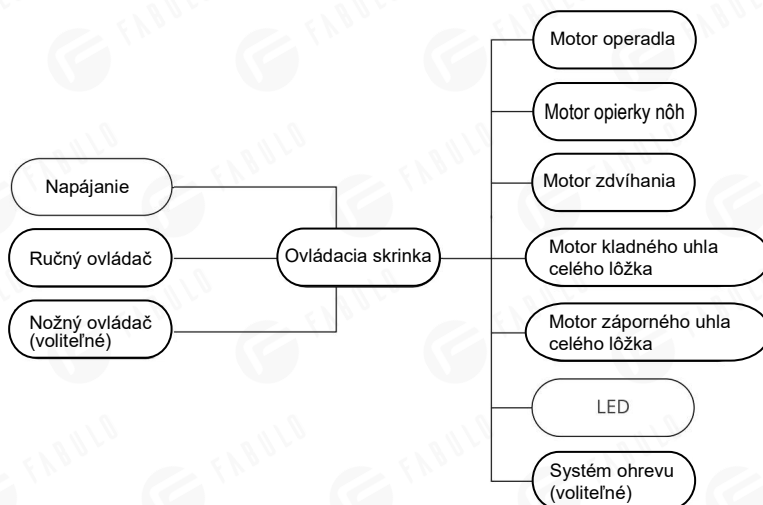 Napájanie
Ručný ovládač
Nožný ovládač
(voliteľné)
Ovládacia skrinka
Motor operadla
Motor opierky nôh
Motor zdvíhania
Motor kladného uhla
celého lôžka
Motor záporného uhla
celého lôžka
LED
Systém ohrevu
(voliteľné)
FABULO